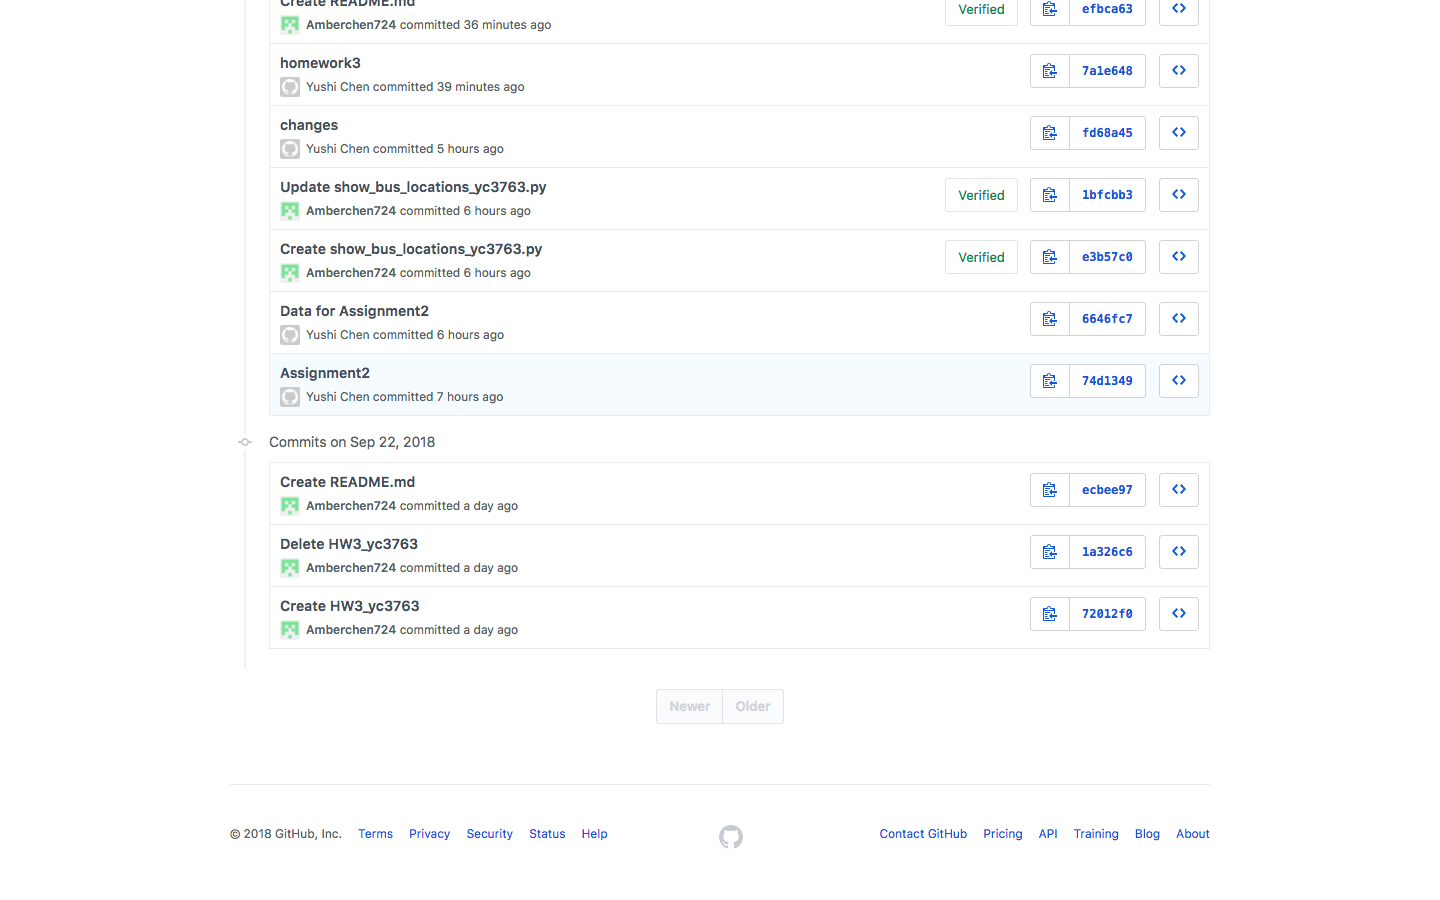 Create README.md
Verified
efbca63
Amberchen724 committed 36 minutes ago
homework3
7a1e648
Yushi Chen committed 39 minutes ago
changes
fd68a45
Yushi Chen committed 5 hours ago
Update show_bus_locations_yc3763.py
Verified
1bfcbb3
Amberchen724 committed 6 hours ago
Create show_bus_locations_yc3763.py
Verified
e3b57c0
Amberchen724 committed 6 hours ago
Data for Assignment2
6646fc7
Yushi Chen committed 6 hours ago
Assignment2
74d1349
Yushi Chen committed 7 hours ago
Commits on Sep 22, 2018
Create README.md
ecbee97
Amberchen724 committed a day ago
Delete HW3_yc3763
1a326c6
Amberchen724 committed a day ago
Create HW3_yc3763
72012f0
Amberchen724 committed a day ago
Newer Older
© 2018 GitHub, Inc. Terms Privacy Security Status Help Contact GitHub Pricing API Training Blog About